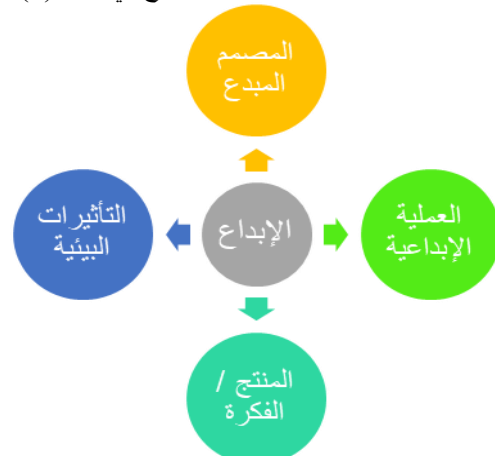 المصمم
المبدع
التأثيرات
البيئية
الإبداع
العملية
الإبداعية
المنتج /
الفكرة